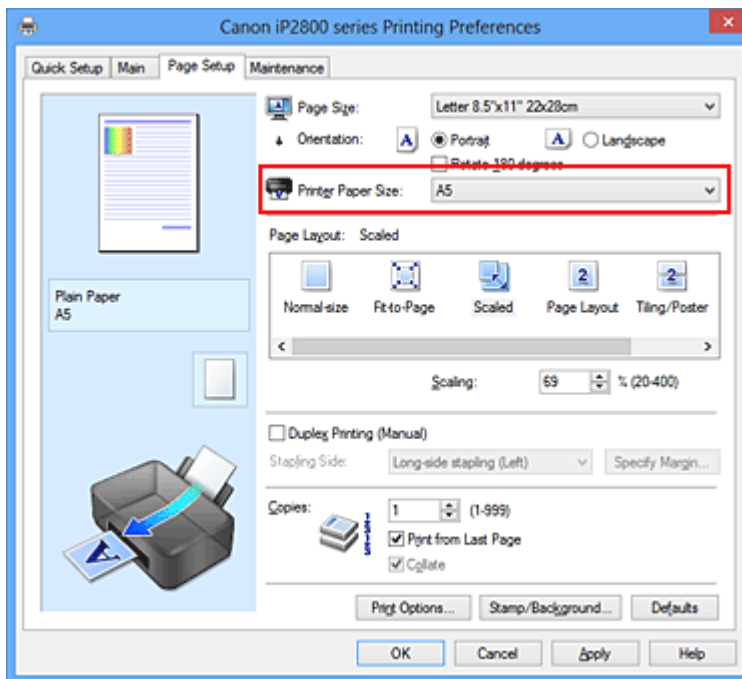 Canon iP2800 series Printing Preferences
Quick Setup Main Page Setup Maintenance
Page Size: Letter 8.5"x11" 22x28cm
Orientation: A Portrait A Landscape
Rotate 180 degrees
Printer Paper Size: A5
Page Layout: Scaled
Normal-size Fit-to-Page Scaled Page Layout Tiling/Poster
Plain Paper
A5
Scaling: 69 % (20-400)
Duplex Printing (Manual)
Stapling Side: Long-side stapling (Left) Specify Margin...
Copies: 1 (1-999)
Print from Last Page
Collate
Print Options... Stamp/Background... Defaults
OK Cancel Apply Help